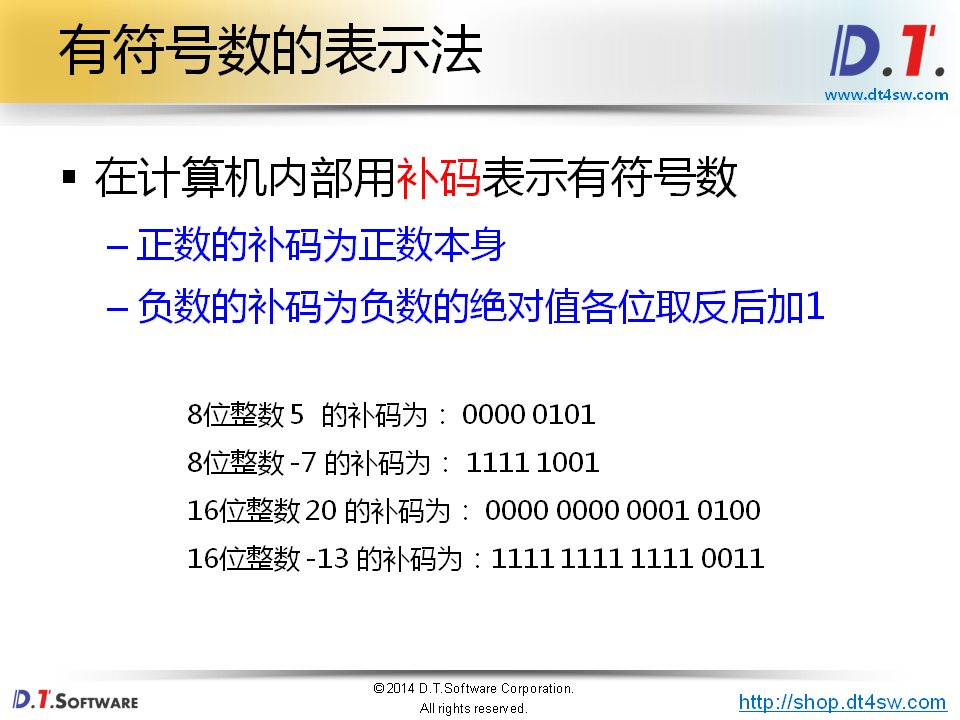 有符号数的表示法
D.T.
www.dt4sw.com
▪ 在计算机内部用补码表示有符号数
– 正数的补码为正数本身
– 负数的补码为负数的绝对值各位取反后加1
8位整数 5 的补码为： 0000 0101
8位整数 -7 的补码为： 1111 1001
16位整数 20 的补码为： 0000 0000 0001 0100
16位整数 -13 的补码为：1111 1111 1111 0011
D.T.SOFTWARE
©2014 D.T.Software Corporation.
All rights reserved.
http://shop.dt4sw.com